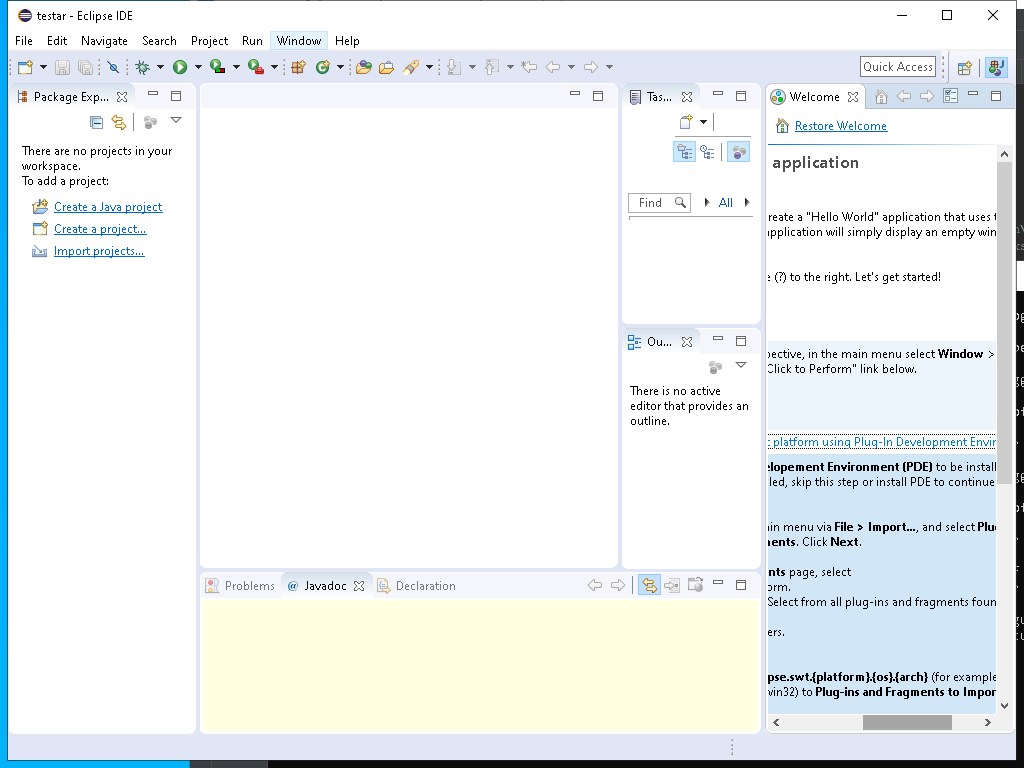 testar - Eclipse IDE
File Edit Navigate Search Project Run Window Help
Quick Access
Package Exp...
There are no projects in your
workspace.
To add a project:
Create a Java project
Create a project...
Import projects...
Tas...
Find
All
Ou...
There is no active
editor that provides an
outline.
Welcome
Restore Welcome
application
reate a "Hello World" application that uses
application will simply display an empty win
(?) to the right. Let's get started!
pective, in the main menu select Window >
Click to Perform" link below.
platform using Plug-In Development Envir
elopement Environment (PDE) to be install
led, skip this step or install PDE to continue
ain menu via File > Import..., and select Plug
ments. Click Next.
nts page, select
orm.
Select from all plug-ins and fragments foun
ers.
pse.swt.{platform}.{os}.{arch} (for example
win32) to Plug-ins and Fragments to Impor
Problems @ Javadoc Declaration